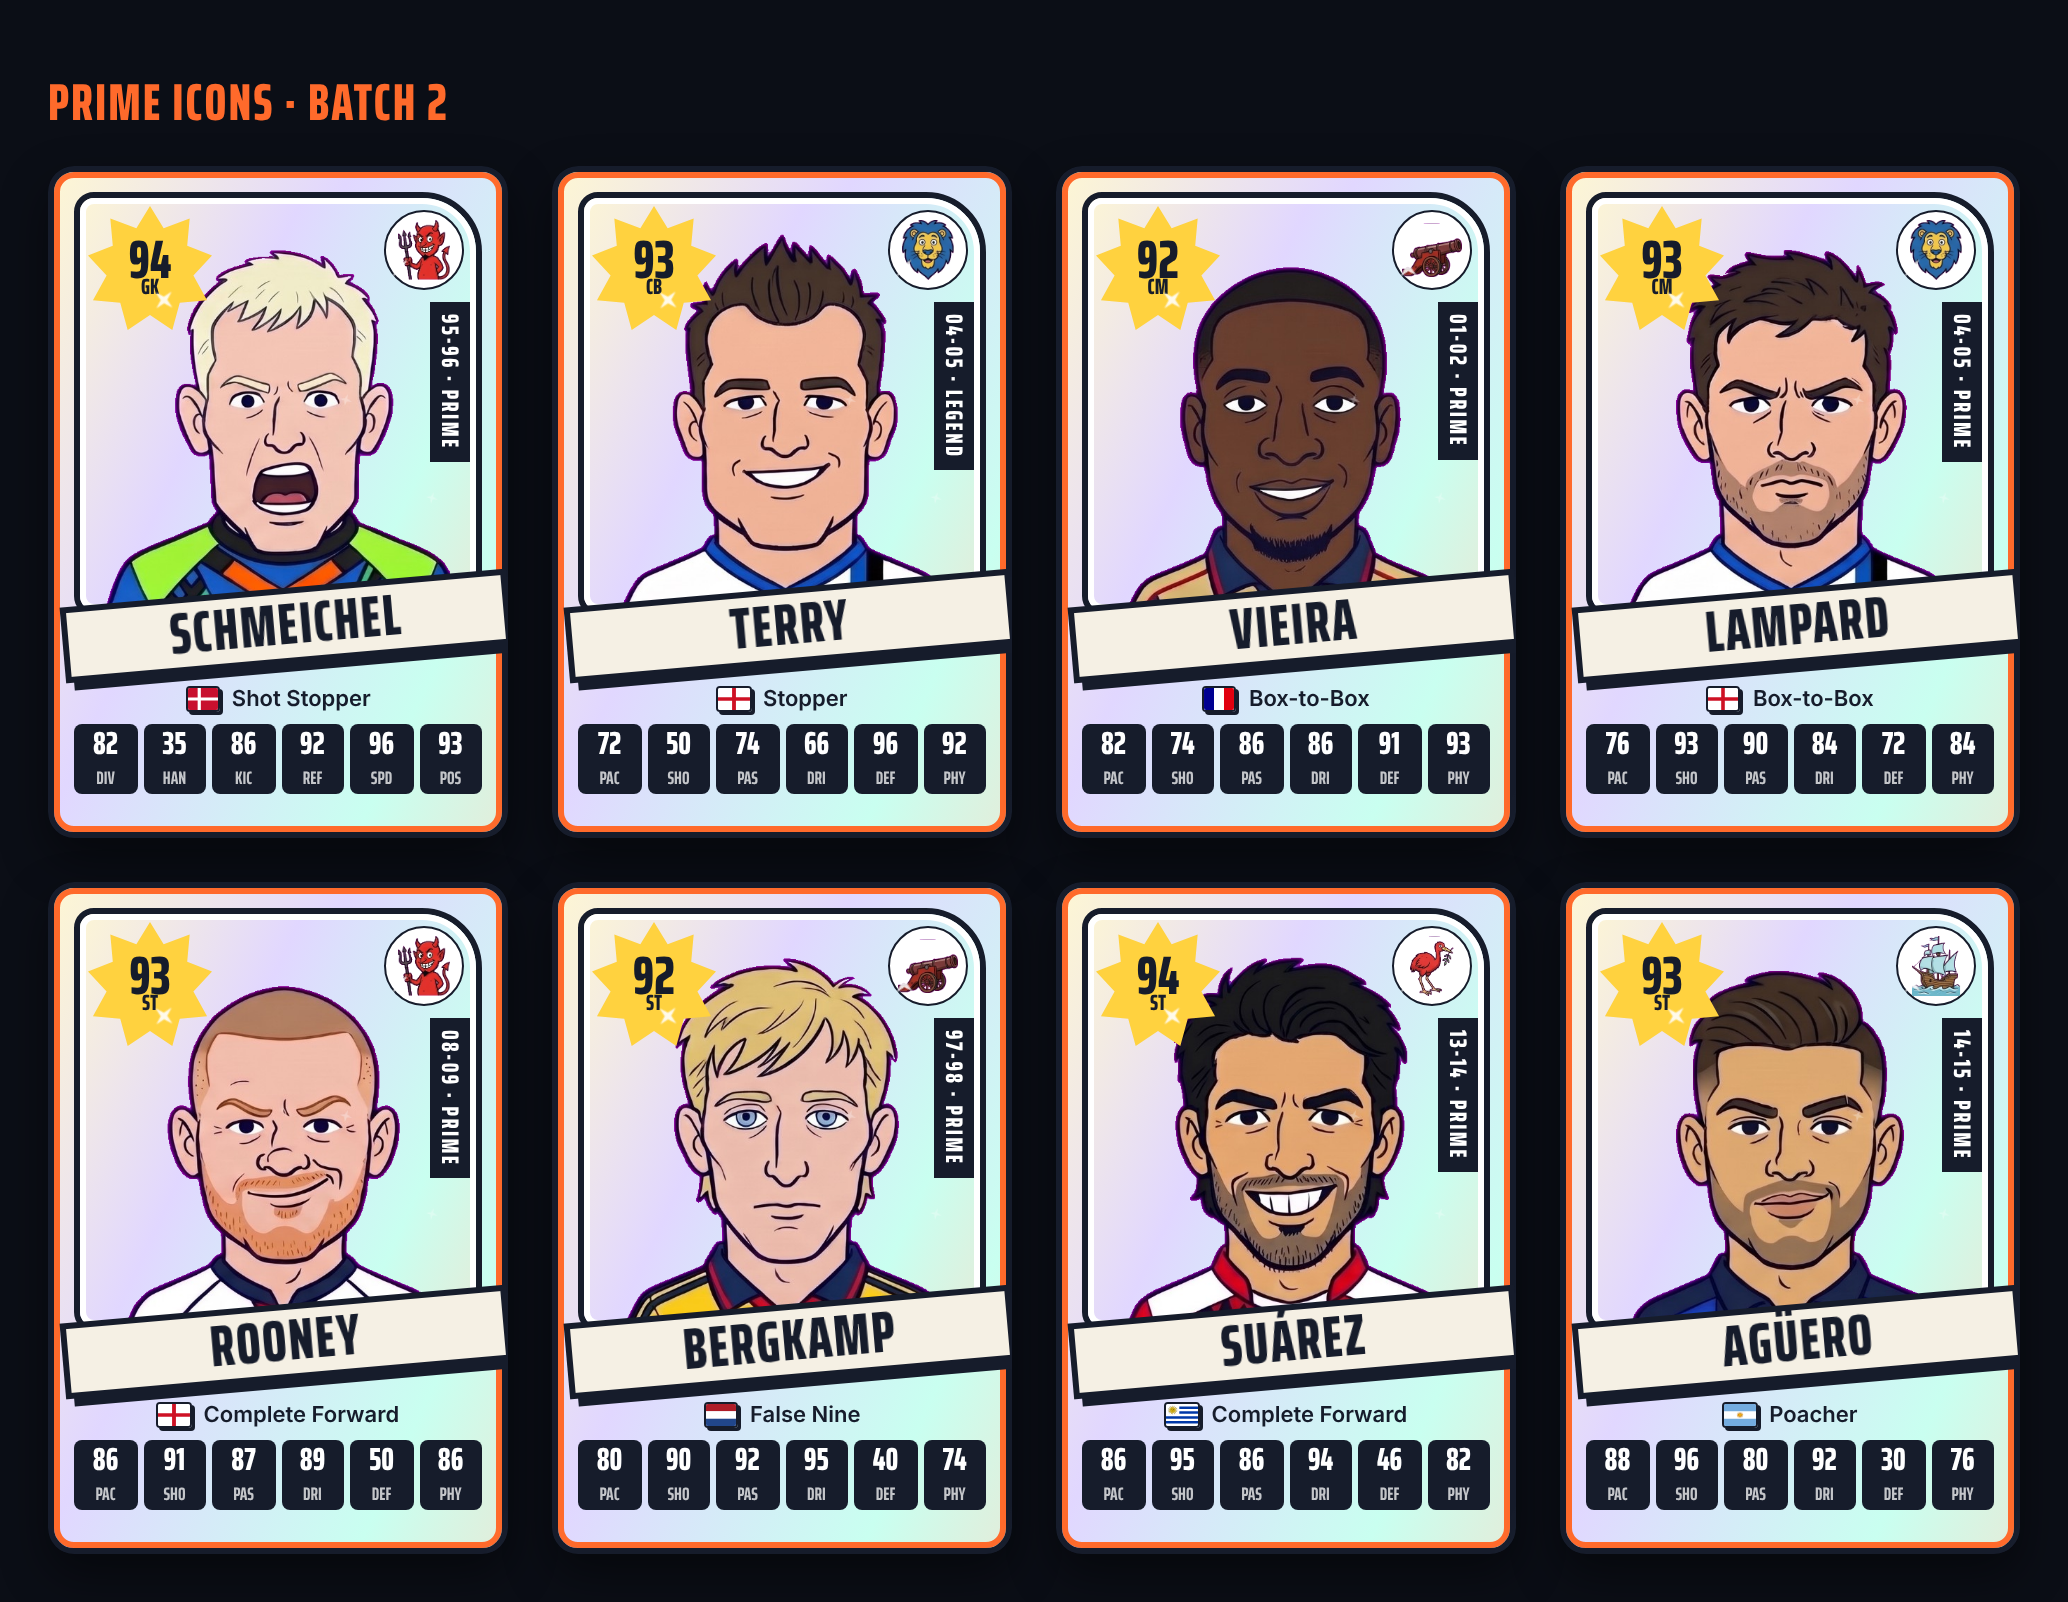 PRIME ICONS · BATCH 2
94
GK
95-96 · PRIME
SCHMEICHEL
Shot Stopper
82 35 86 92 96 93
DIV HAN KIC REF SPD POS
93
CB
04-05 · LEGEND
TERRY
Stopper
72 50 74 66 96 92
PAC SHO PAS DRI DEF PHY
92
CM
01-02 · PRIME
VIEIRA
Box-to-Box
82 74 86 86 91 93
PAC SHO PAS DRI DEF PHY
93
CM
04-05 · PRIME
LAMPARD
Box-to-Box
76 93 90 84 72 84
PAC SHO PAS DRI DEF PHY
93
ST
08-09 · PRIME
ROONEY
Complete Forward
86 91 87 89 50 86
PAC SHO PAS DRI DEF PHY
92
ST
97-98 · PRIME
BERGKAMP
False Nine
80 90 92 95 40 74
PAC SHO PAS DRI DEF PHY
94
ST
13-14 · PRIME
SUÁREZ
Complete Forward
86 95 86 94 46 82
PAC SHO PAS DRI DEF PHY
93
ST
14-15 · PRIME
AGÜERO
Poacher
88 96 80 92 30 76
PAC SHO PAS DRI DEF PHY